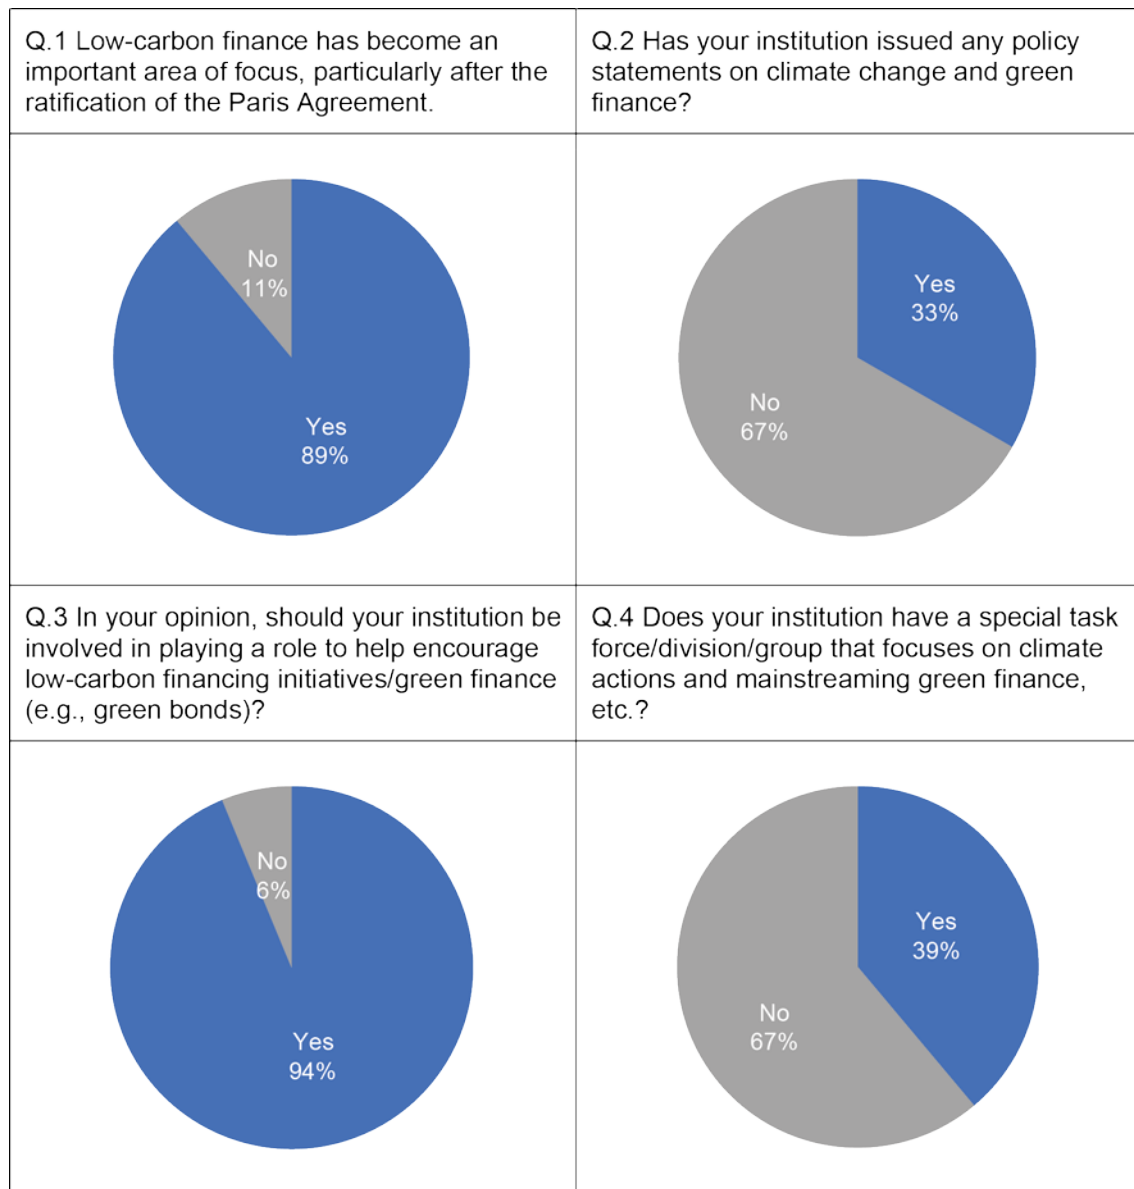 Q.1 Low-carbon finance has become an
important area of focus, particularly after the
ratification of the Paris Agreement.
Q.2 Has your institution issued any policy
statements on climate change and green
finance?
No
11%
Yes
89%
Yes
33%
No
67%
Q.3 In your opinion, should your institution be
involved in playing a role to help encourage
low-carbon financing initiatives/green finance
(e.g., green bonds)?
Q.4 Does your institution have a special task
force/division/group that focuses on climate
actions and mainstreaming green finance,
etc.?
No
6%
Yes
94%
Yes
39%
No
67%